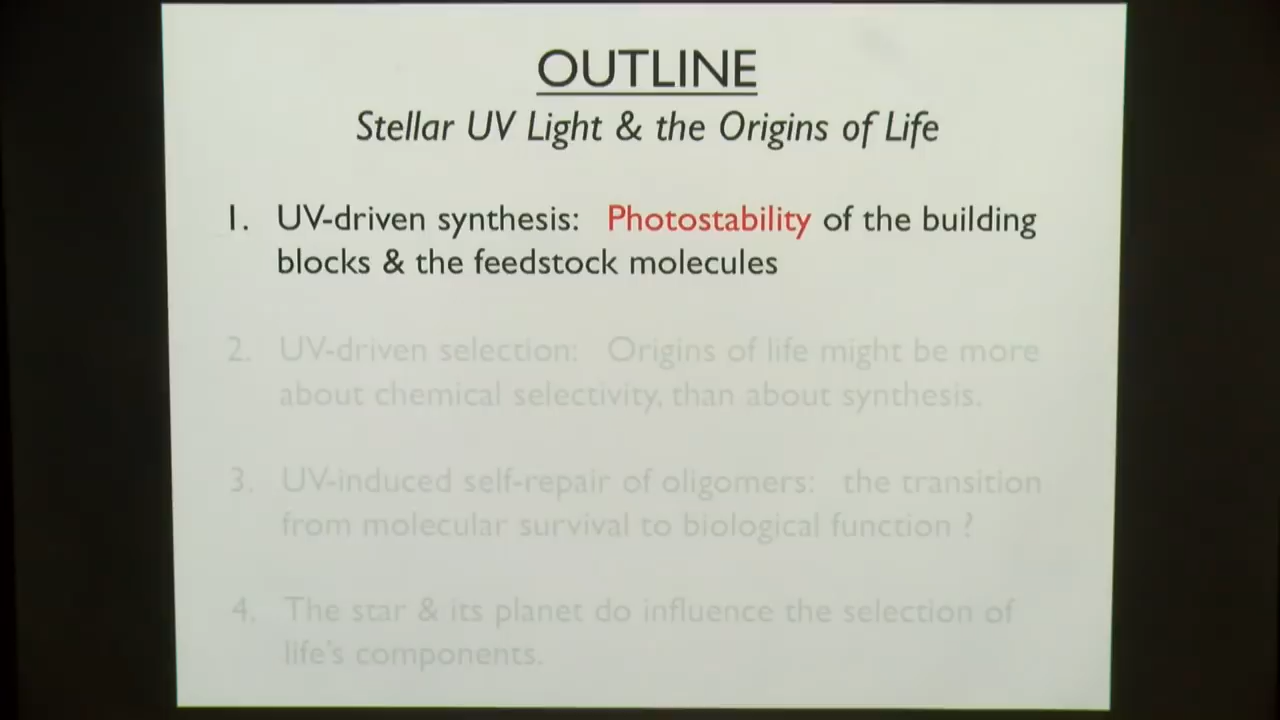 OUTLINE
Stellar UV Light & the Origins of Life
1. UV-driven synthesis: Photostability of the building
blocks & the feedstock molecules
2. UV-driven selection: Origins of life might be more
about chemical selectivity, than about synthesis.
3. UV-induced self-repair of oligomers: the transition
from molecular survival to biological function ?
4. The star & its planet do influence the selection of
life's components.